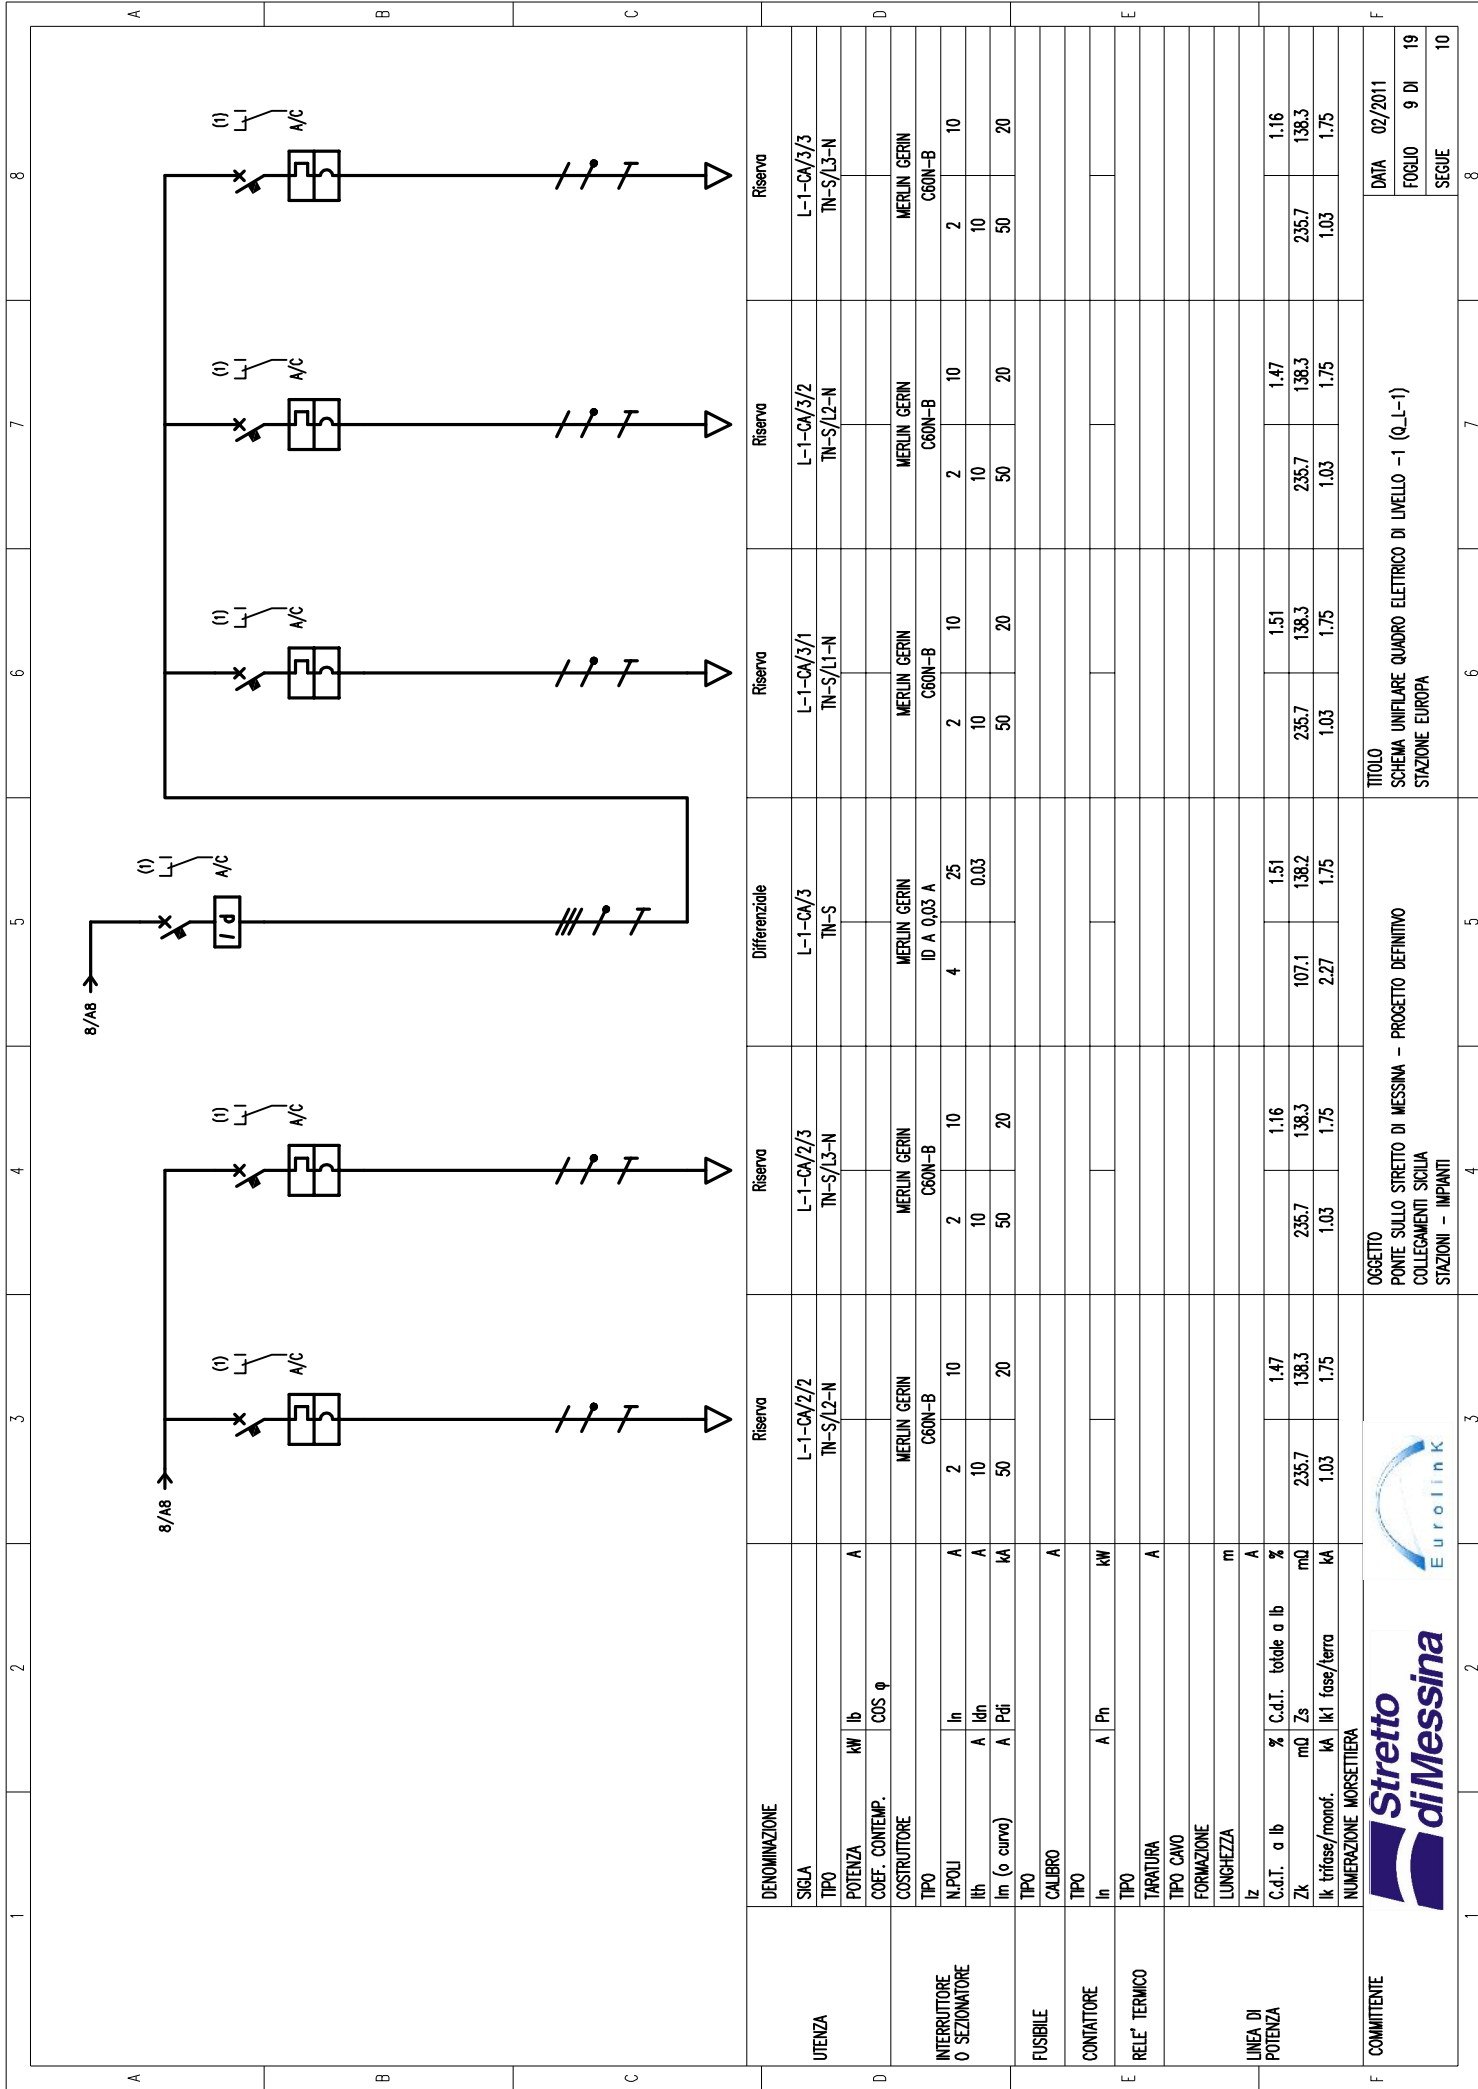 1 2 3 4 5 6 7 8
A
B
C
D
E
F
8/A8
(1)
A/C
(1)
A/C
8/A8
(1)
A/C
I d
(1)
A/C
(1)
A/C
(1)
A/C
DENOMINAZIONE Riserva Riserva Differenziale Riserva Riserva Riserva
UTENZA
SIGLA L-1-CA/2/2 L-1-CA/2/3 L-1-CA/3 L-1-CA/3/1 L-1-CA/3/2 L-1-CA/3/3
TIPO TN-S/L2-N TN-S/L3-N TN-S TN-S/L1-N TN-S/L2-N TN-S/L3-N
POTENZA kW Ib A
COEF. CONTEMP. COS φ
INTERRUTTORE
O SEZIONATORE
COSTRUTTORE MERLIN GERIN MERLIN GERIN MERLIN GERIN MERLIN GERIN MERLIN GERIN MERLIN GERIN
TIPO C60N-B C60N-B ID A 0,03 A C60N-B C60N-B C60N-B
N.POLI In A 2 10 2 10 4 25 2 10 2 10 2 10
Ith A Idn A 10 10 0.03 10 10 10
Im (o curva) A Pdi kA 50 20 50 20 50 20 50 20 50 20
FUSIBILE
TIPO
CALIBRO A
CONTATTORE
TIPO
In A Pn kW
RELE' TERMICO
TIPO
TARATURA A
LINEA DI
POTENZA
TIPO CAVO
FORMAZIONE
LUNGHEZZA m
Iz A
C.d.T. a Ib % C.d.T. totale a Ib % 1.47 1.16 1.51 1.51 1.47 1.16
Zk mΩ Zs mΩ 235.7 138.3 235.7 138.3 107.1 138.2 235.7 138.3 235.7 138.3 235.7 138.3
Ik trifase/monof. kA Ik1 fase/terra kA 1.03 1.75 1.03 1.75 2.27 1.75 1.03 1.75 1.03 1.75 1.03 1.75
NUMERAZIONE MORSETTIERA
COMMITTENTE
Stretto
di Messina
EurolinK
OGGETTO
PONTE SULLO STRETTO DI MESSINA - PROGETTO DEFINITIVO
COLLEGAMENTI SICILIA
STAZIONI - IMPIANTI
TITOLO
SCHEMA UNIFILARE QUADRO ELETTRICO DI LIVELLO -1 (Q_L-1)
STAZIONE EUROPA
DATA 02/2011
FOGLIO 9 DI 19
SEGUE 10
1 2 3 4 5 6 7 8
A
B
C
D
E
F